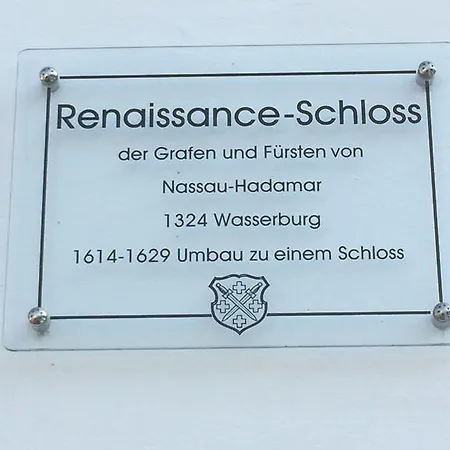 Renaissance-Schloss
der Grafen und Fürsten von
Nassau-Hadamar
1324 Wasserburg
1614-1629 Umbau zu einem Schloss